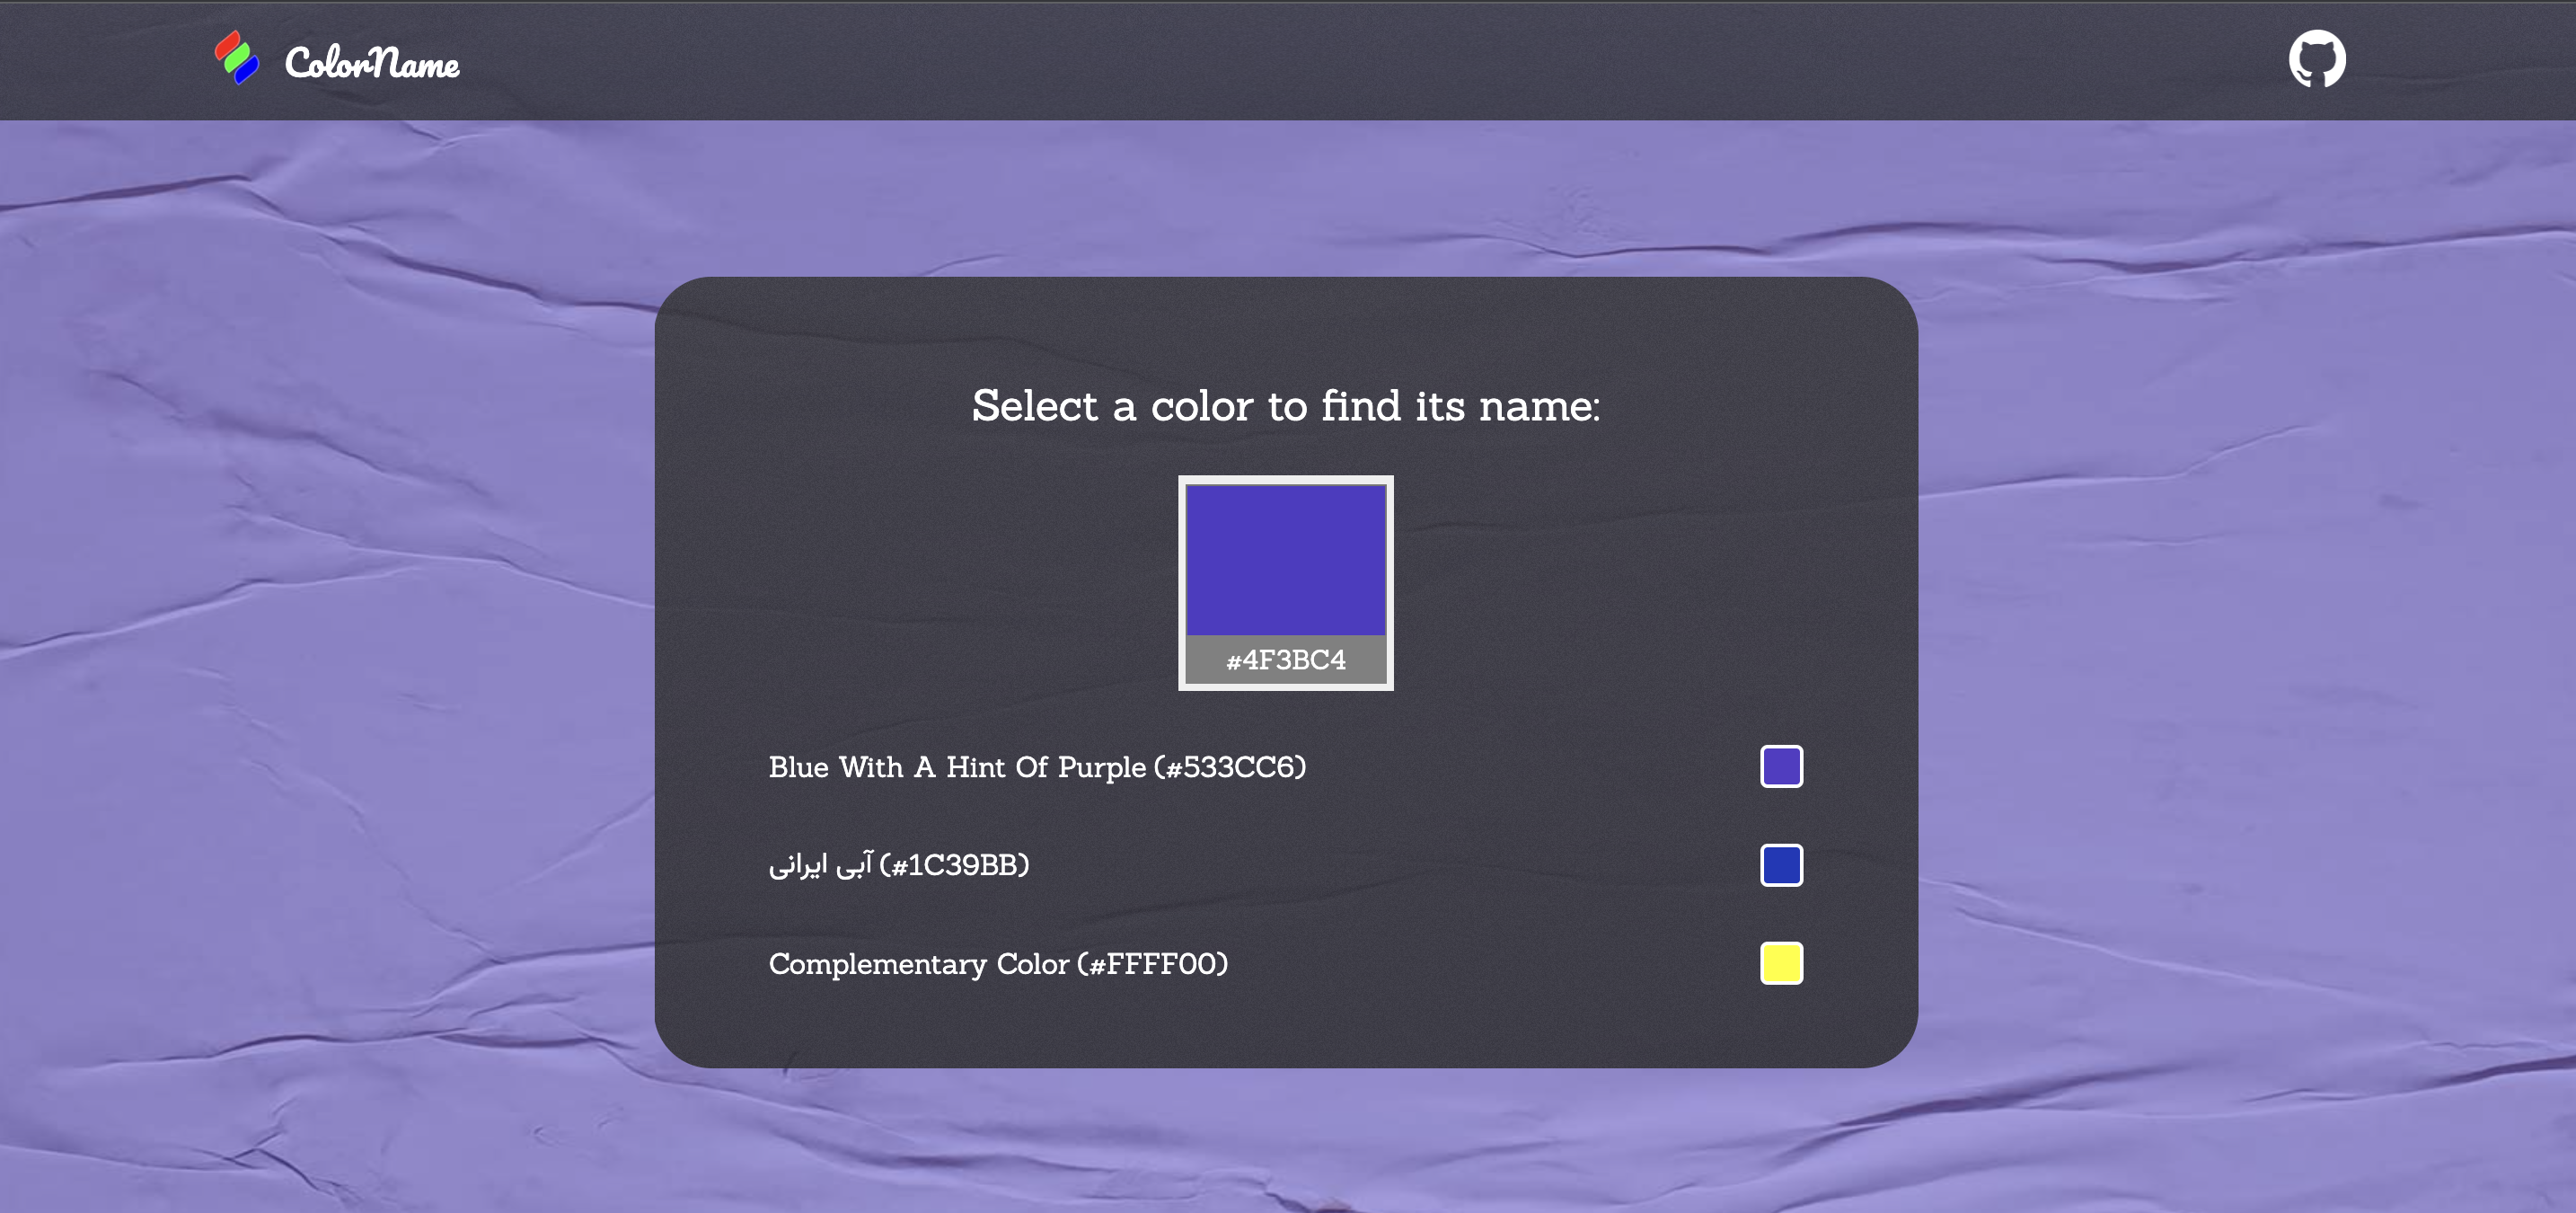 ColorName
Select a color to find its name:
#4F3BC4
Blue With A Hint Of Purple (#533CC6)
آبی ایرانی (#1C39BB)
Complementary Color (#FFFF00)